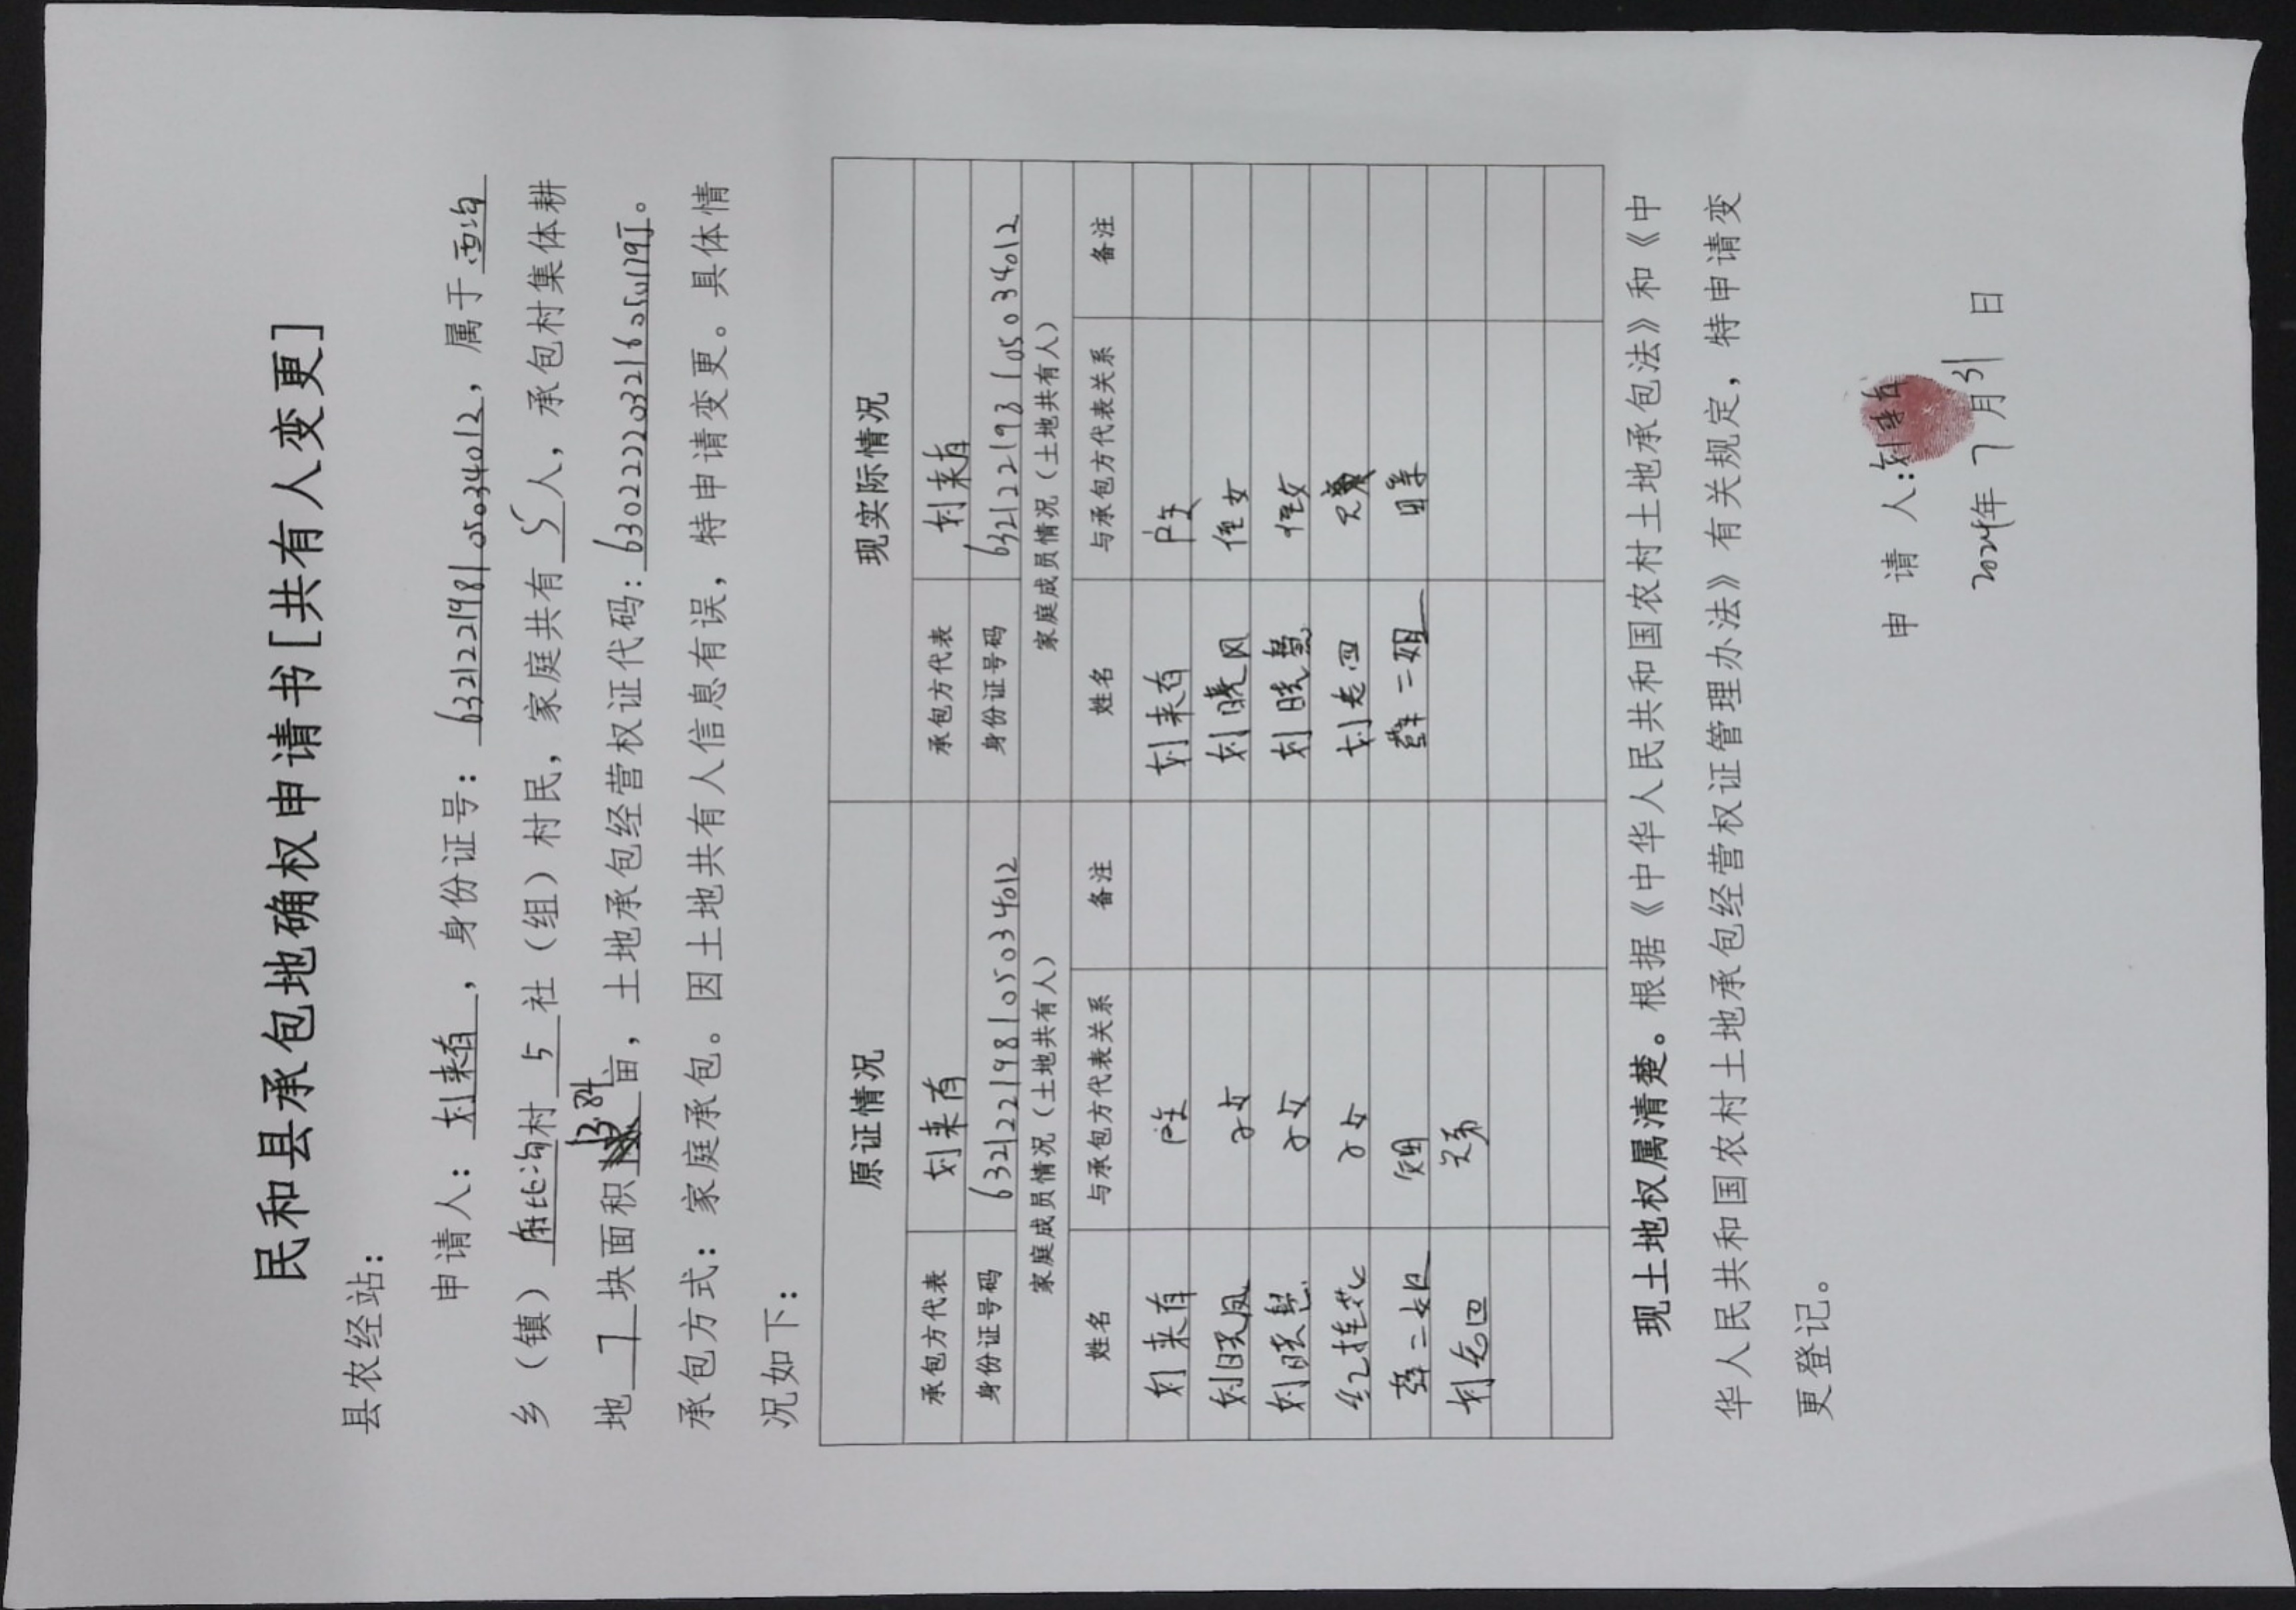 民和县承包地确权申请书[共有人变更]
县农经站：
申请人：刘来有，身份证号：632122198105034012，属于西沟
乡（镇）麻地沟村 5 社（组）村民，家庭共有 5 人，承包村集体耕
地 7 块面积 13.84 亩，土地承包经营权证代码：
承包方式：家庭承包。因土地共有人信息有误，特申请变更。具体情
况如下：
原证情况 现实际情况
承包方代表 刘来有 承包方代表 刘来有
身份证号码 632122198105034012 身份证号码 632122198105034012
家庭成员情况（土地共有人） 家庭成员情况（土地共有人）
姓名 与承包方代表关系 备注 姓名 与承包方代表关系 备注
刘来有 户主 刘来有 户主
刘晓凤 子女 刘晓凤 侄女
刘晓慧 子女 刘晓慧 侄女
子女 刘志四
薛二姐 薛二姐 母亲
兄弟
现土地权属清楚。根据《中华人民共和国农村土地承包法》和《中
华人民共和国农村土地承包经营权证管理办法》有关规定，特申请变
更登记。
申 请 人：刘来有
2024年 7 月 31 日